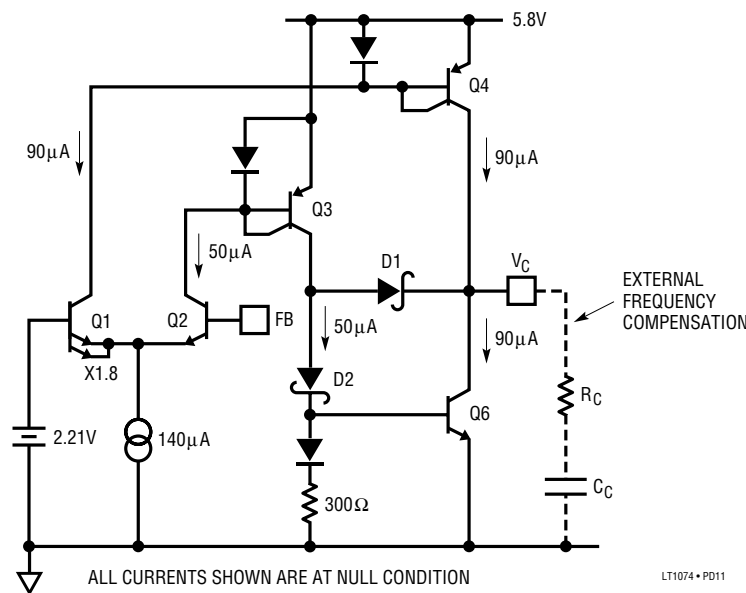 5.8V
Q4
90µA
90µA
Q3
50µA
D1
V_C
EXTERNAL
FREQUENCY
COMPENSATION
Q1
Q2
FB
50µA
90µA
X1.8
D2
Q6
R_C
2.21V
140µA
300Ω
C_C
ALL CURRENTS SHOWN ARE AT NULL CONDITION
LT1074 • PD11